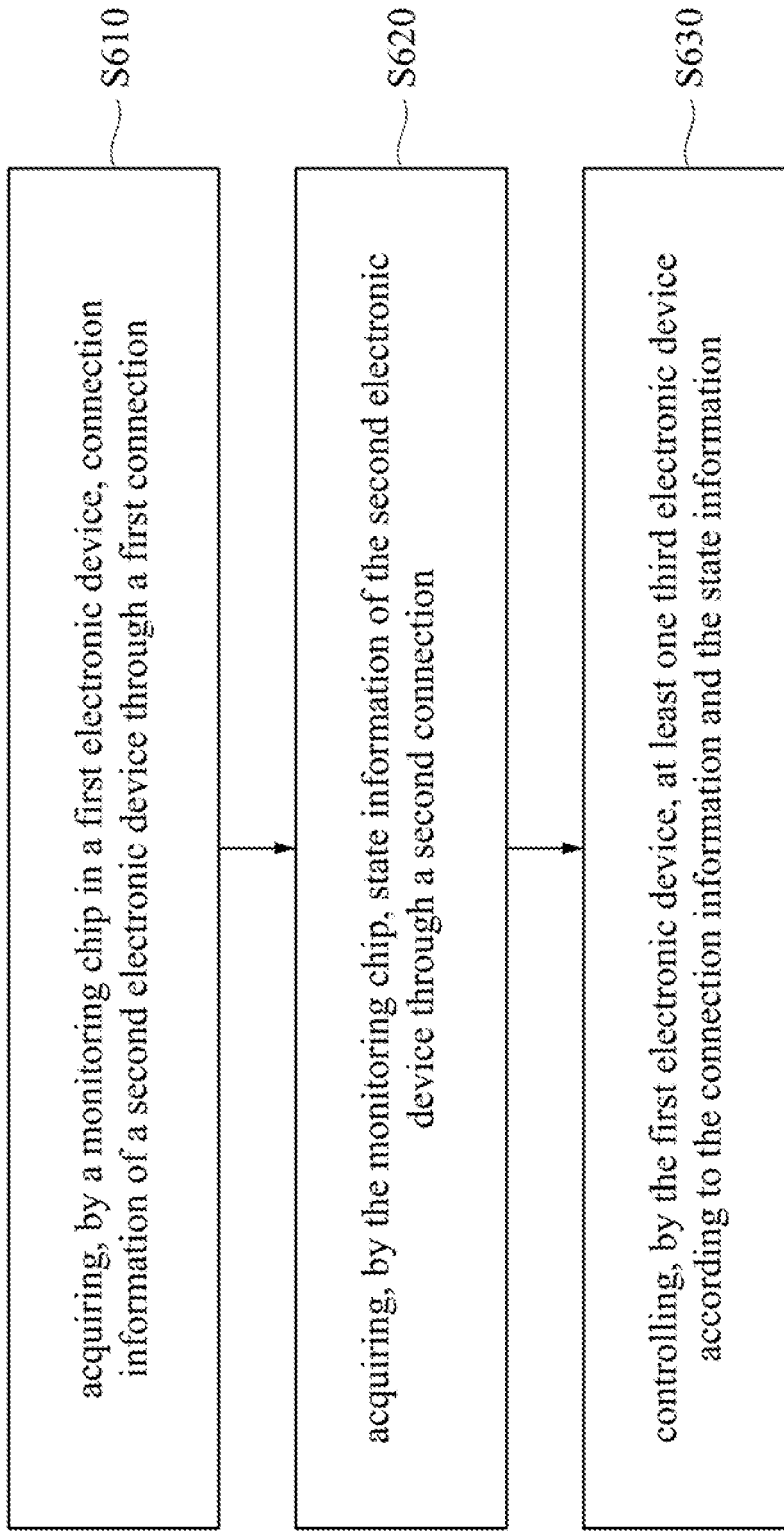 acquiring, by a monitoring chip in a first electronic device, connection
information of a second electronic device through a first connection
S610
acquiring, by the monitoring chip, state information of the second electronic
device through a second connection
S620
controlling, by the first electronic device, at least one third electronic device
according to the connection information and the state information
S630